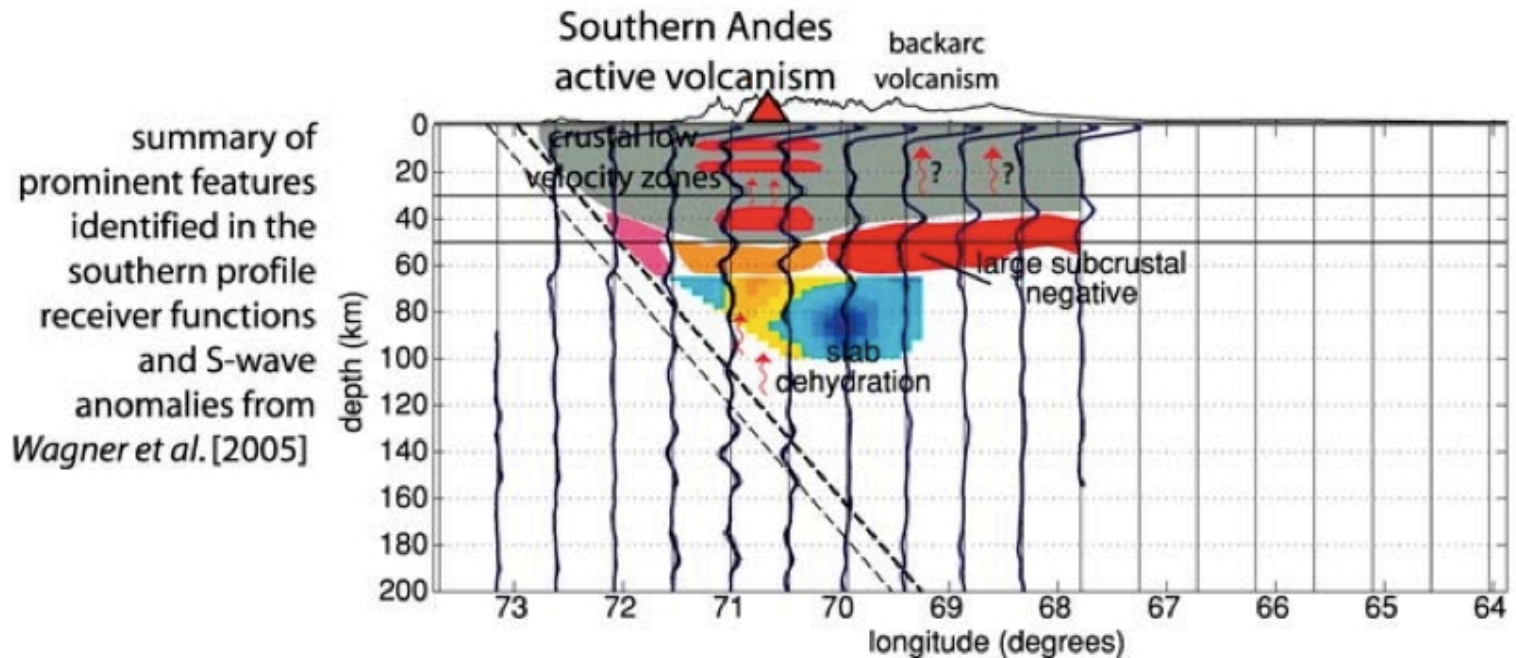 Southern Andes
active volcanism
backarc
volcanism
summary of
prominent features
identified in the
southern profile
receiver functions
and S-wave
anomalies from
Wagner et al. [2005]
crustal low
velocity zones
?
?
large subcrustal
negative
slab
dehydration
depth (km)
0
20
40
60
80
100
120
140
160
180
200
73
72
71
70
69
68
67
66
65
64
longitude (degrees)